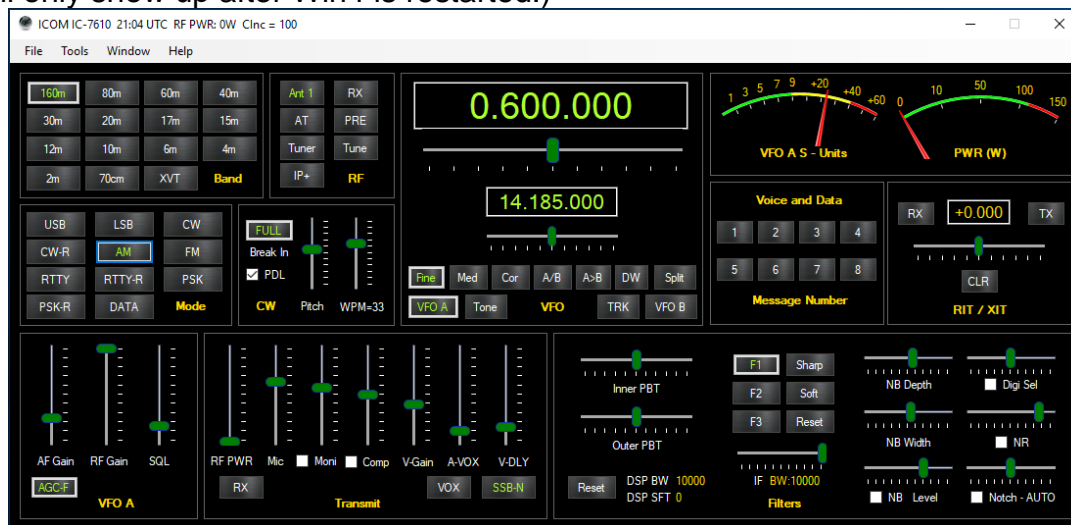 only show up after Win4 is restarted.)
ICOM IC-7610 21:04 UTC RF PWR: 0W CInc = 100
File Tools Window Help
160m 80m 60m 40m
30m 20m 17m 15m
12m 10m 6m 4m
2m 70cm XVT Band
Ant 1 RX
AT PRE
Tuner Tune
IP+ RF
0.600.000
14.185.000
Fine Med Cor A/B A>B DW Split
VFO A Tone VFO TRK VFO B
1 3 5 7 9 +20 +40 +60
VFO A S - Units
0 10 50 100 150
PWR (W)
USB LSB CW
CW-R AM FM
RTTY RTTY-R PSK
PSK-R DATA Mode
FULL
Break In
PDL
CW Pitch WPM=33
Voice and Data
1 2 3 4
5 6 7 8
Message Number
RX +0.000 TX
CLR
RIT / XIT
AF Gain RF Gain SQL
AGC-F
VFO A
RF PWR Mic Moni Comp V-Gain A-VOX V-DLY
RX VOX SSB-N
Transmit
Inner PBT
Outer PBT
Reset DSP BW 10000
DSP SFT 0
F1 Sharp
F2 Soft
F3 Reset
IF BW:10000
Filters
NB Depth Digi Sel
NB Width NR
NB Level Notch - AUTO